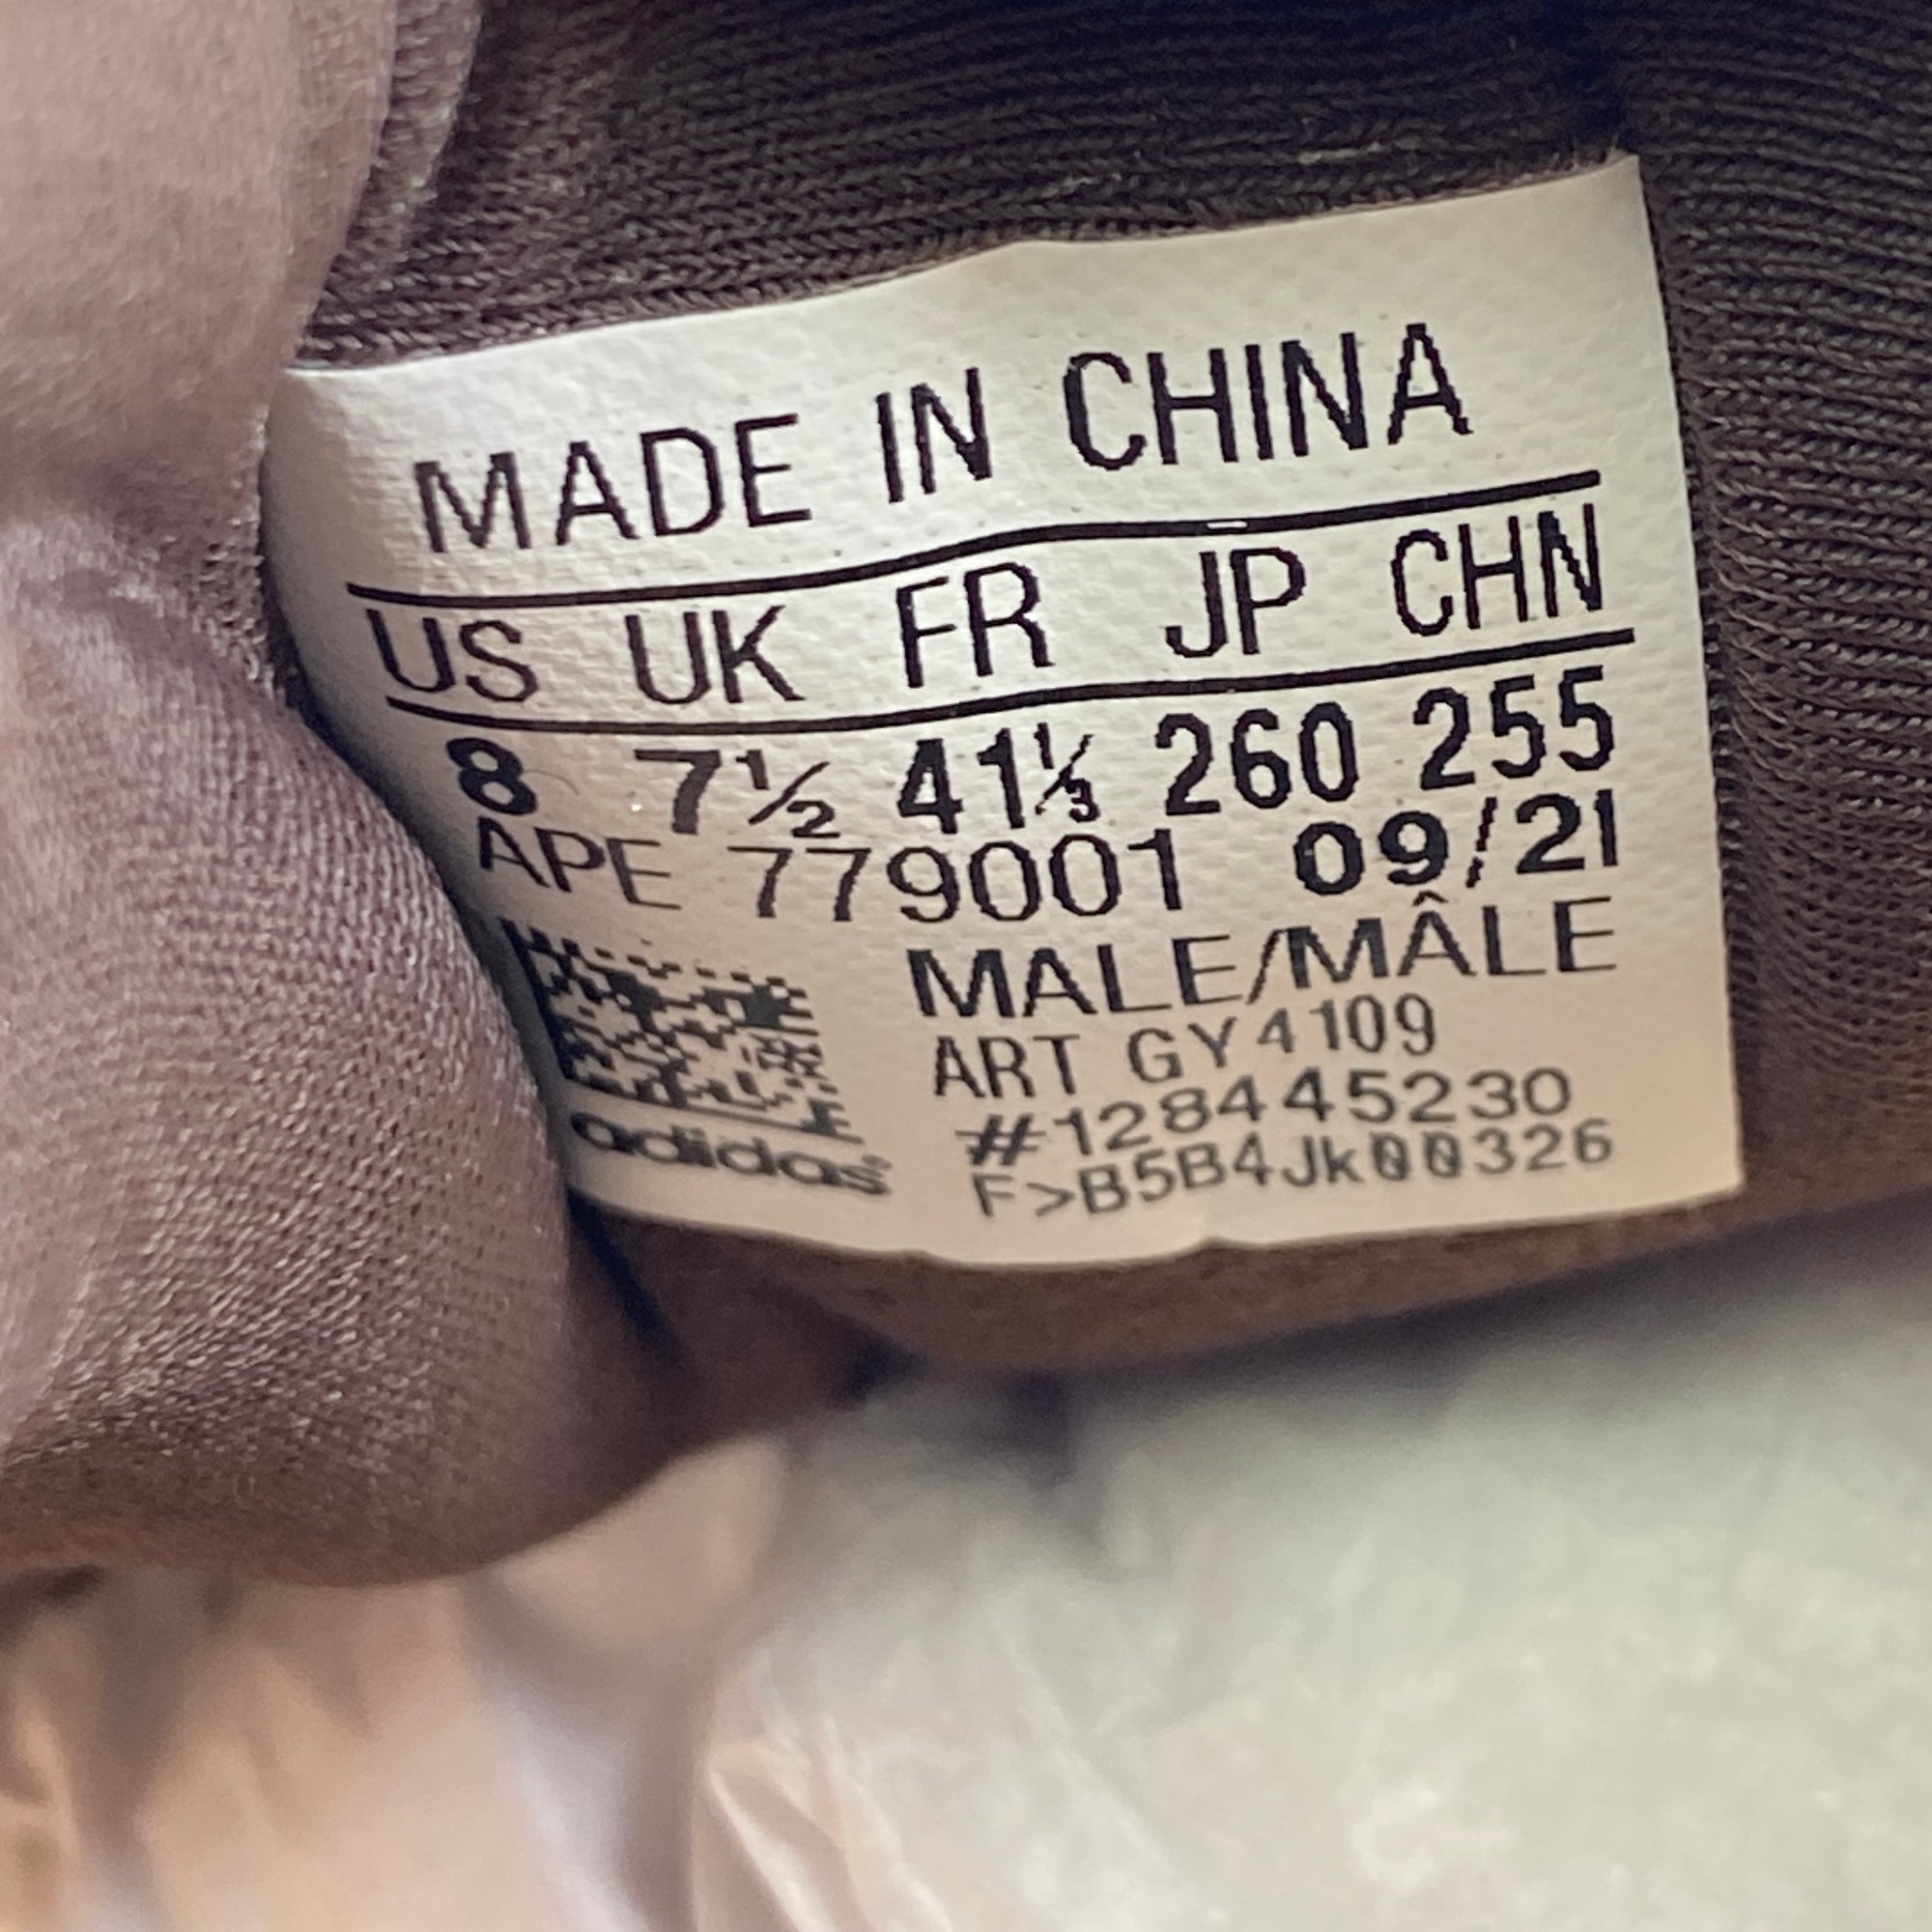 MADE IN CHINA
US UK FR JP CHN
8 7½ 41⅓ 260 255
APE 779001 09/21
MALE/MÂLE
ART GY4109
#128445230
F>B5B4Jk00326
adidas